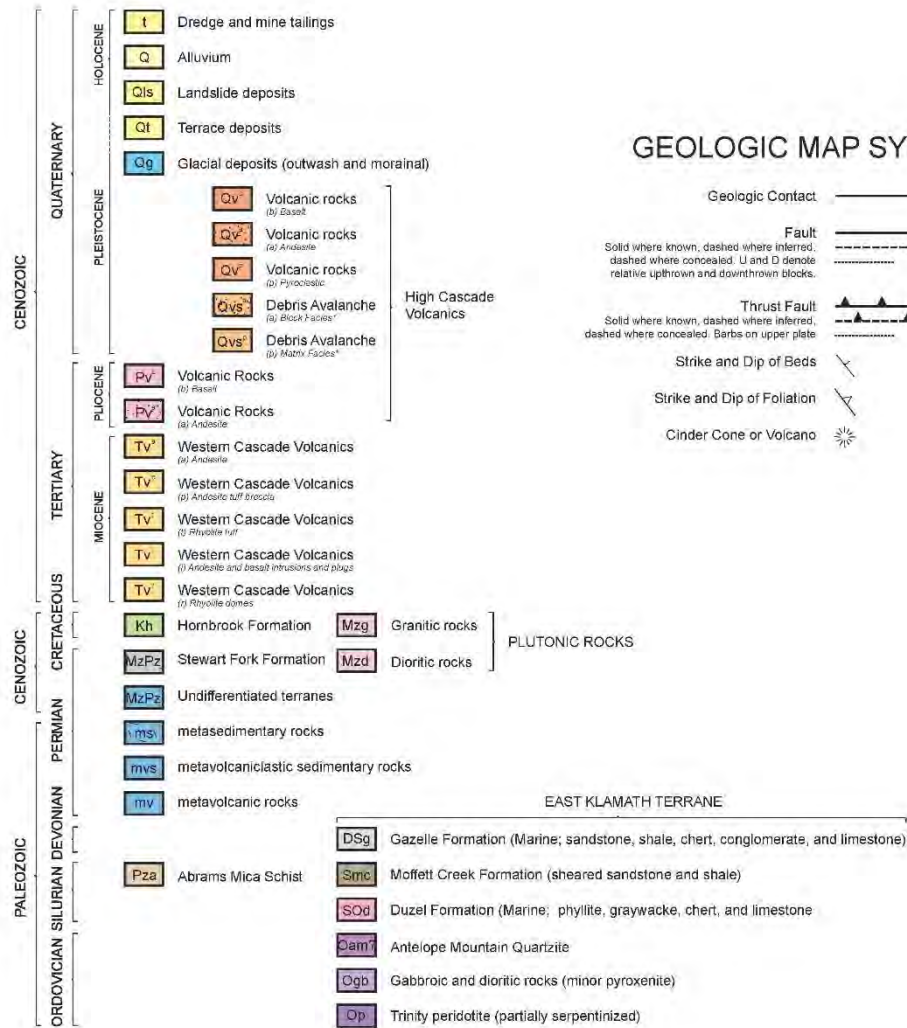 CENOZOIC
QUATERNARY
HOLOCENE
t Dredge and mine tailings
Q Alluvium
Qls Landslide deposits
Qt Terrace deposits
Qg Glacial deposits (outwash and morainal)
PLEISTOCENE
Volcanic rocks
(b) Basalt
Volcanic rocks
(a) Andesite
Volcanic rocks
(p) Pyroclastic
Debris Avalanche
(a) Block Facies*
Debris Avalanche
(p) Matrix Facies*
High Cascade
Volcanics
TERTIARY
PLIOCENE
Volcanic Rocks
(b) Basalt
Volcanic Rocks
(a) Andesite
MIOCENE
Western Cascade Volcanics
(a) Andesite
Western Cascade Volcanics
(p) Andesite tuff breccia
Western Cascade Volcanics
(t) Rhyolite tuff
Western Cascade Volcanics
(i) Andesite and basalt intrusions and plugs
Western Cascade Volcanics
(r) Rhyolite domes
CENOZOIC
CRETACEOUS
Kh Hornbrook Formation
MzPz Stewart Fork Formation
Mzg Granitic rocks
Mzd Dioritic rocks
PLUTONIC ROCKS
MzPz Undifferentiated terranes
PALEOZOIC
PERMIAN
ms metasedimentary rocks
mvs metavolcaniclastic sedimentary rocks
mv metavolcanic rocks
DEVONIAN
SILURIAN
Pza Abrams Mica Schist
ORDOVICIAN
EAST KLAMATH TERRANE
DSg Gazelle Formation (Marine; sandstone, shale, chert, conglomerate, and limestone)
Smc Moffett Creek Formation (sheared sandstone and shale)
SOd Duzel Formation (Marine; phyllite, graywacke, chert, and limestone
Oam? Antelope Mountain Quartzite
Ogb Gabbroic and dioritic rocks (minor pyroxenite)
Op Trinity peridotite (partially serpentinized)
GEOLOGIC MAP SY
Geologic Contact
Fault
Solid where known, dashed where inferred,
dashed where concealed. U and D denote
relative upthrown and downthrown blocks.
Thrust Fault
Solid where known, dashed where inferred,
dashed where concealed. Barbs on upper plate
Strike and Dip of Beds
Strike and Dip of Foliation
Cinder Cone or Volcano